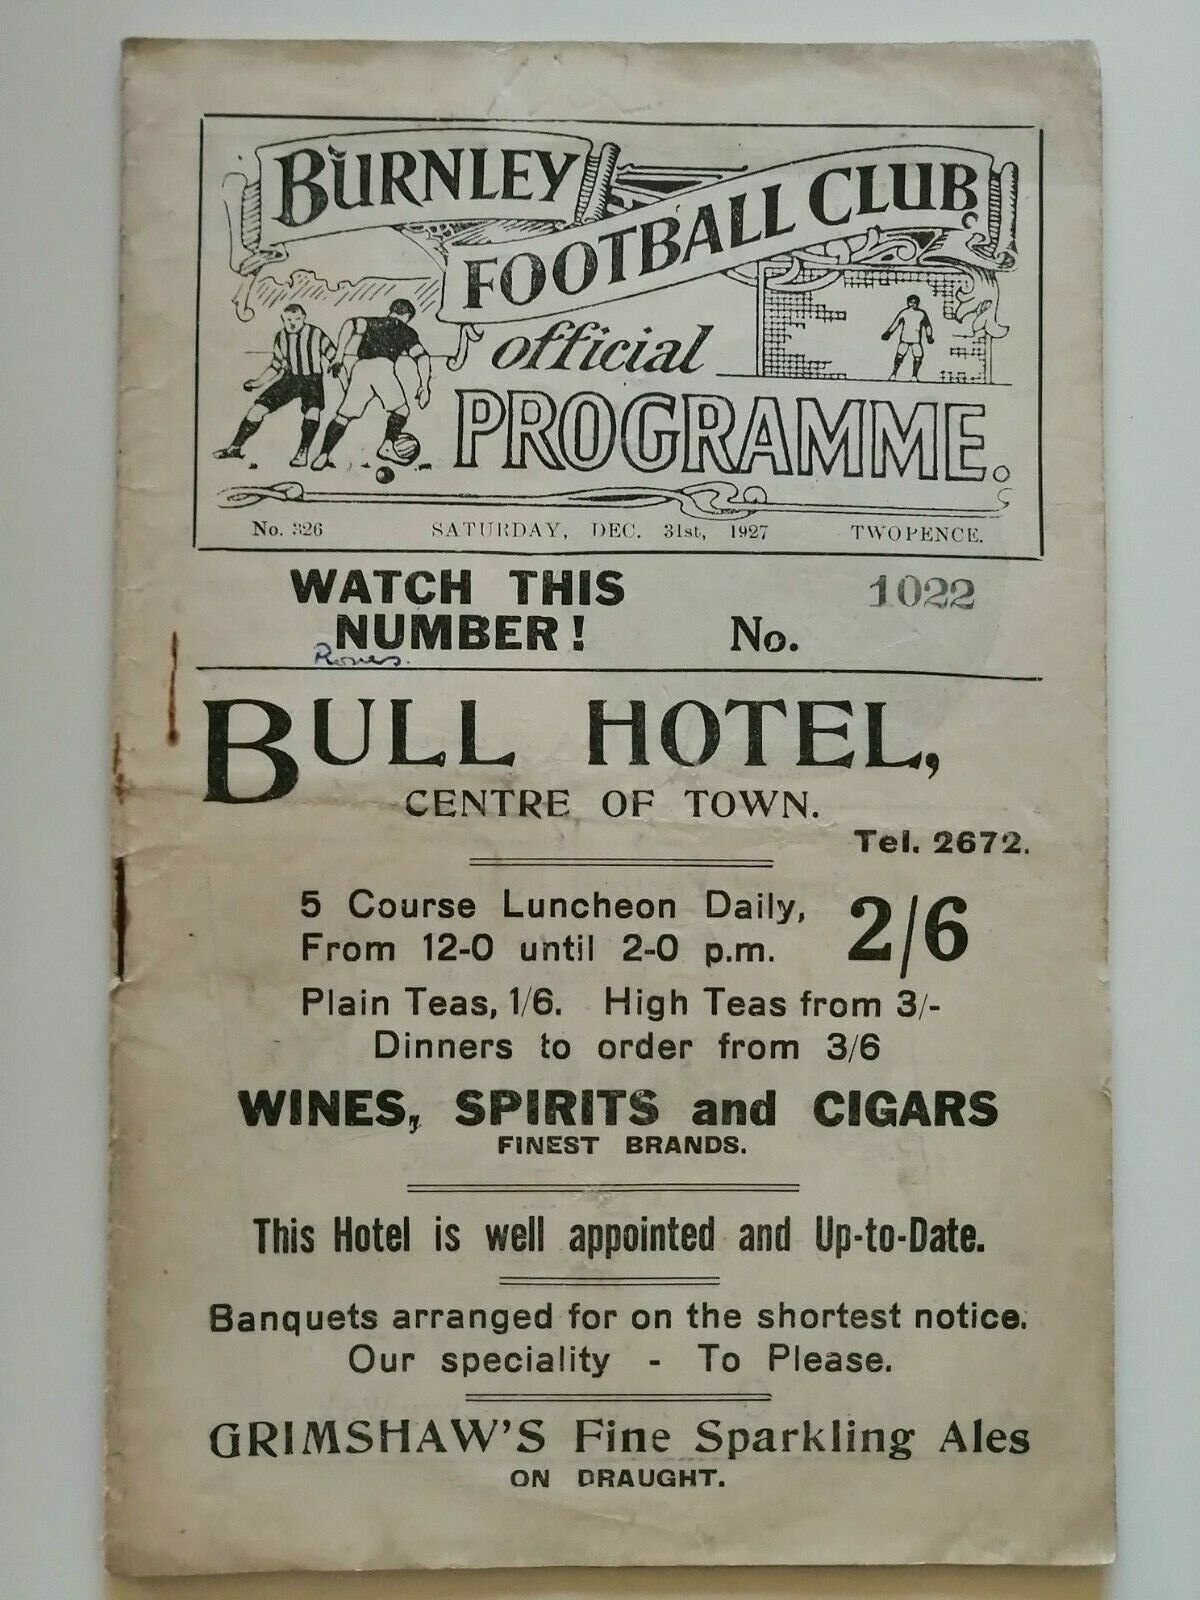 BURNLEY
FOOTBALL CLUB
official
PROGRAMME.
No. 326 SATURDAY, DEC. 31st, 1927 TWOPENCE.
WATCH THIS
NUMBER! No. 1022
BULL HOTEL,
CENTRE OF TOWN.
Tel. 2672.
5 Course Luncheon Daily,
From 12-0 until 2-0 p.m. 2/6
Plain Teas, 1/6. High Teas from 3/-
Dinners to order from 3/6
WINES, SPIRITS and CIGARS
FINEST BRANDS.
This Hotel is well appointed and Up-to-Date.
Banquets arranged for on the shortest notice.
Our speciality - To Please.
GRIMSHAW'S Fine Sparkling Ales
ON DRAUGHT.